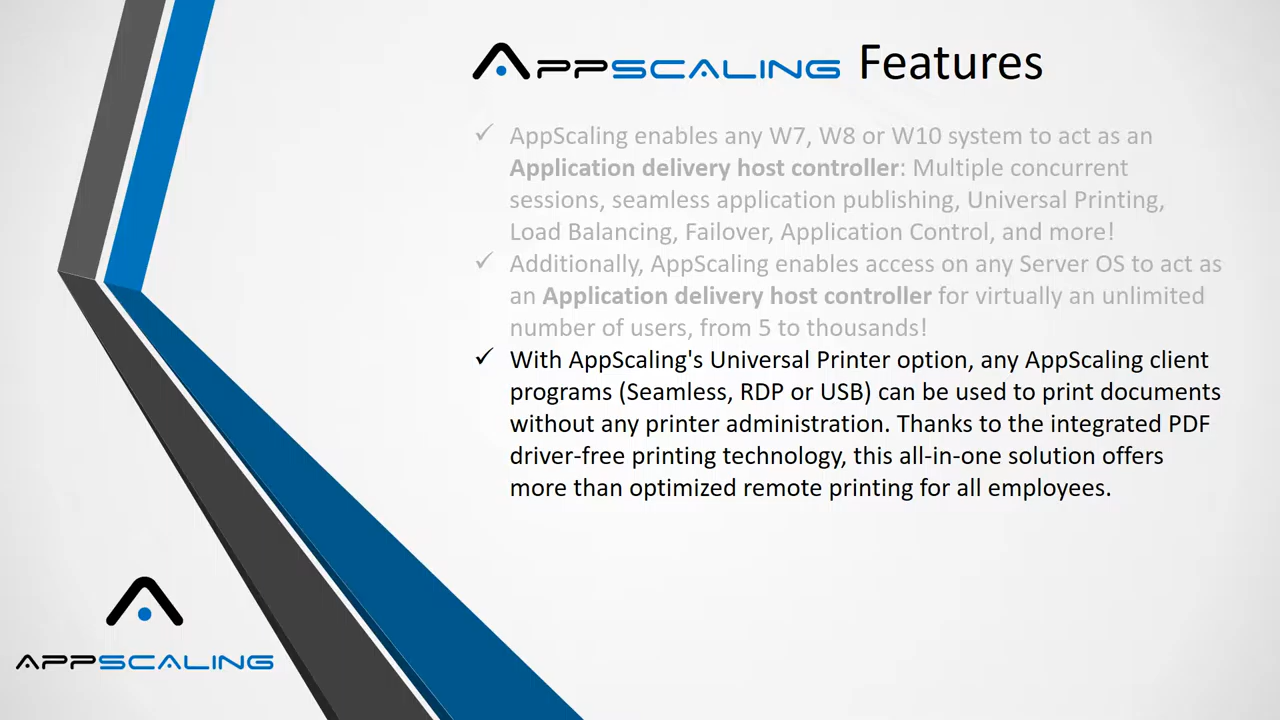 APPSCALING Features
✓ AppScaling enables any W7, W8 or W10 system to act as an
Application delivery host controller: Multiple concurrent
sessions, seamless application publishing, Universal Printing,
Load Balancing, Failover, Application Control, and more!
✓ Additionally, AppScaling enables access on any Server OS to act as
an Application delivery host controller for virtually an unlimited
number of users, from 5 to thousands!
✓ With AppScaling's Universal Printer option, any AppScaling client
programs (Seamless, RDP or USB) can be used to print documents
without any printer administration. Thanks to the integrated PDF
driver-free printing technology, this all-in-one solution offers
more than optimized remote printing for all employees.
APPSCALING